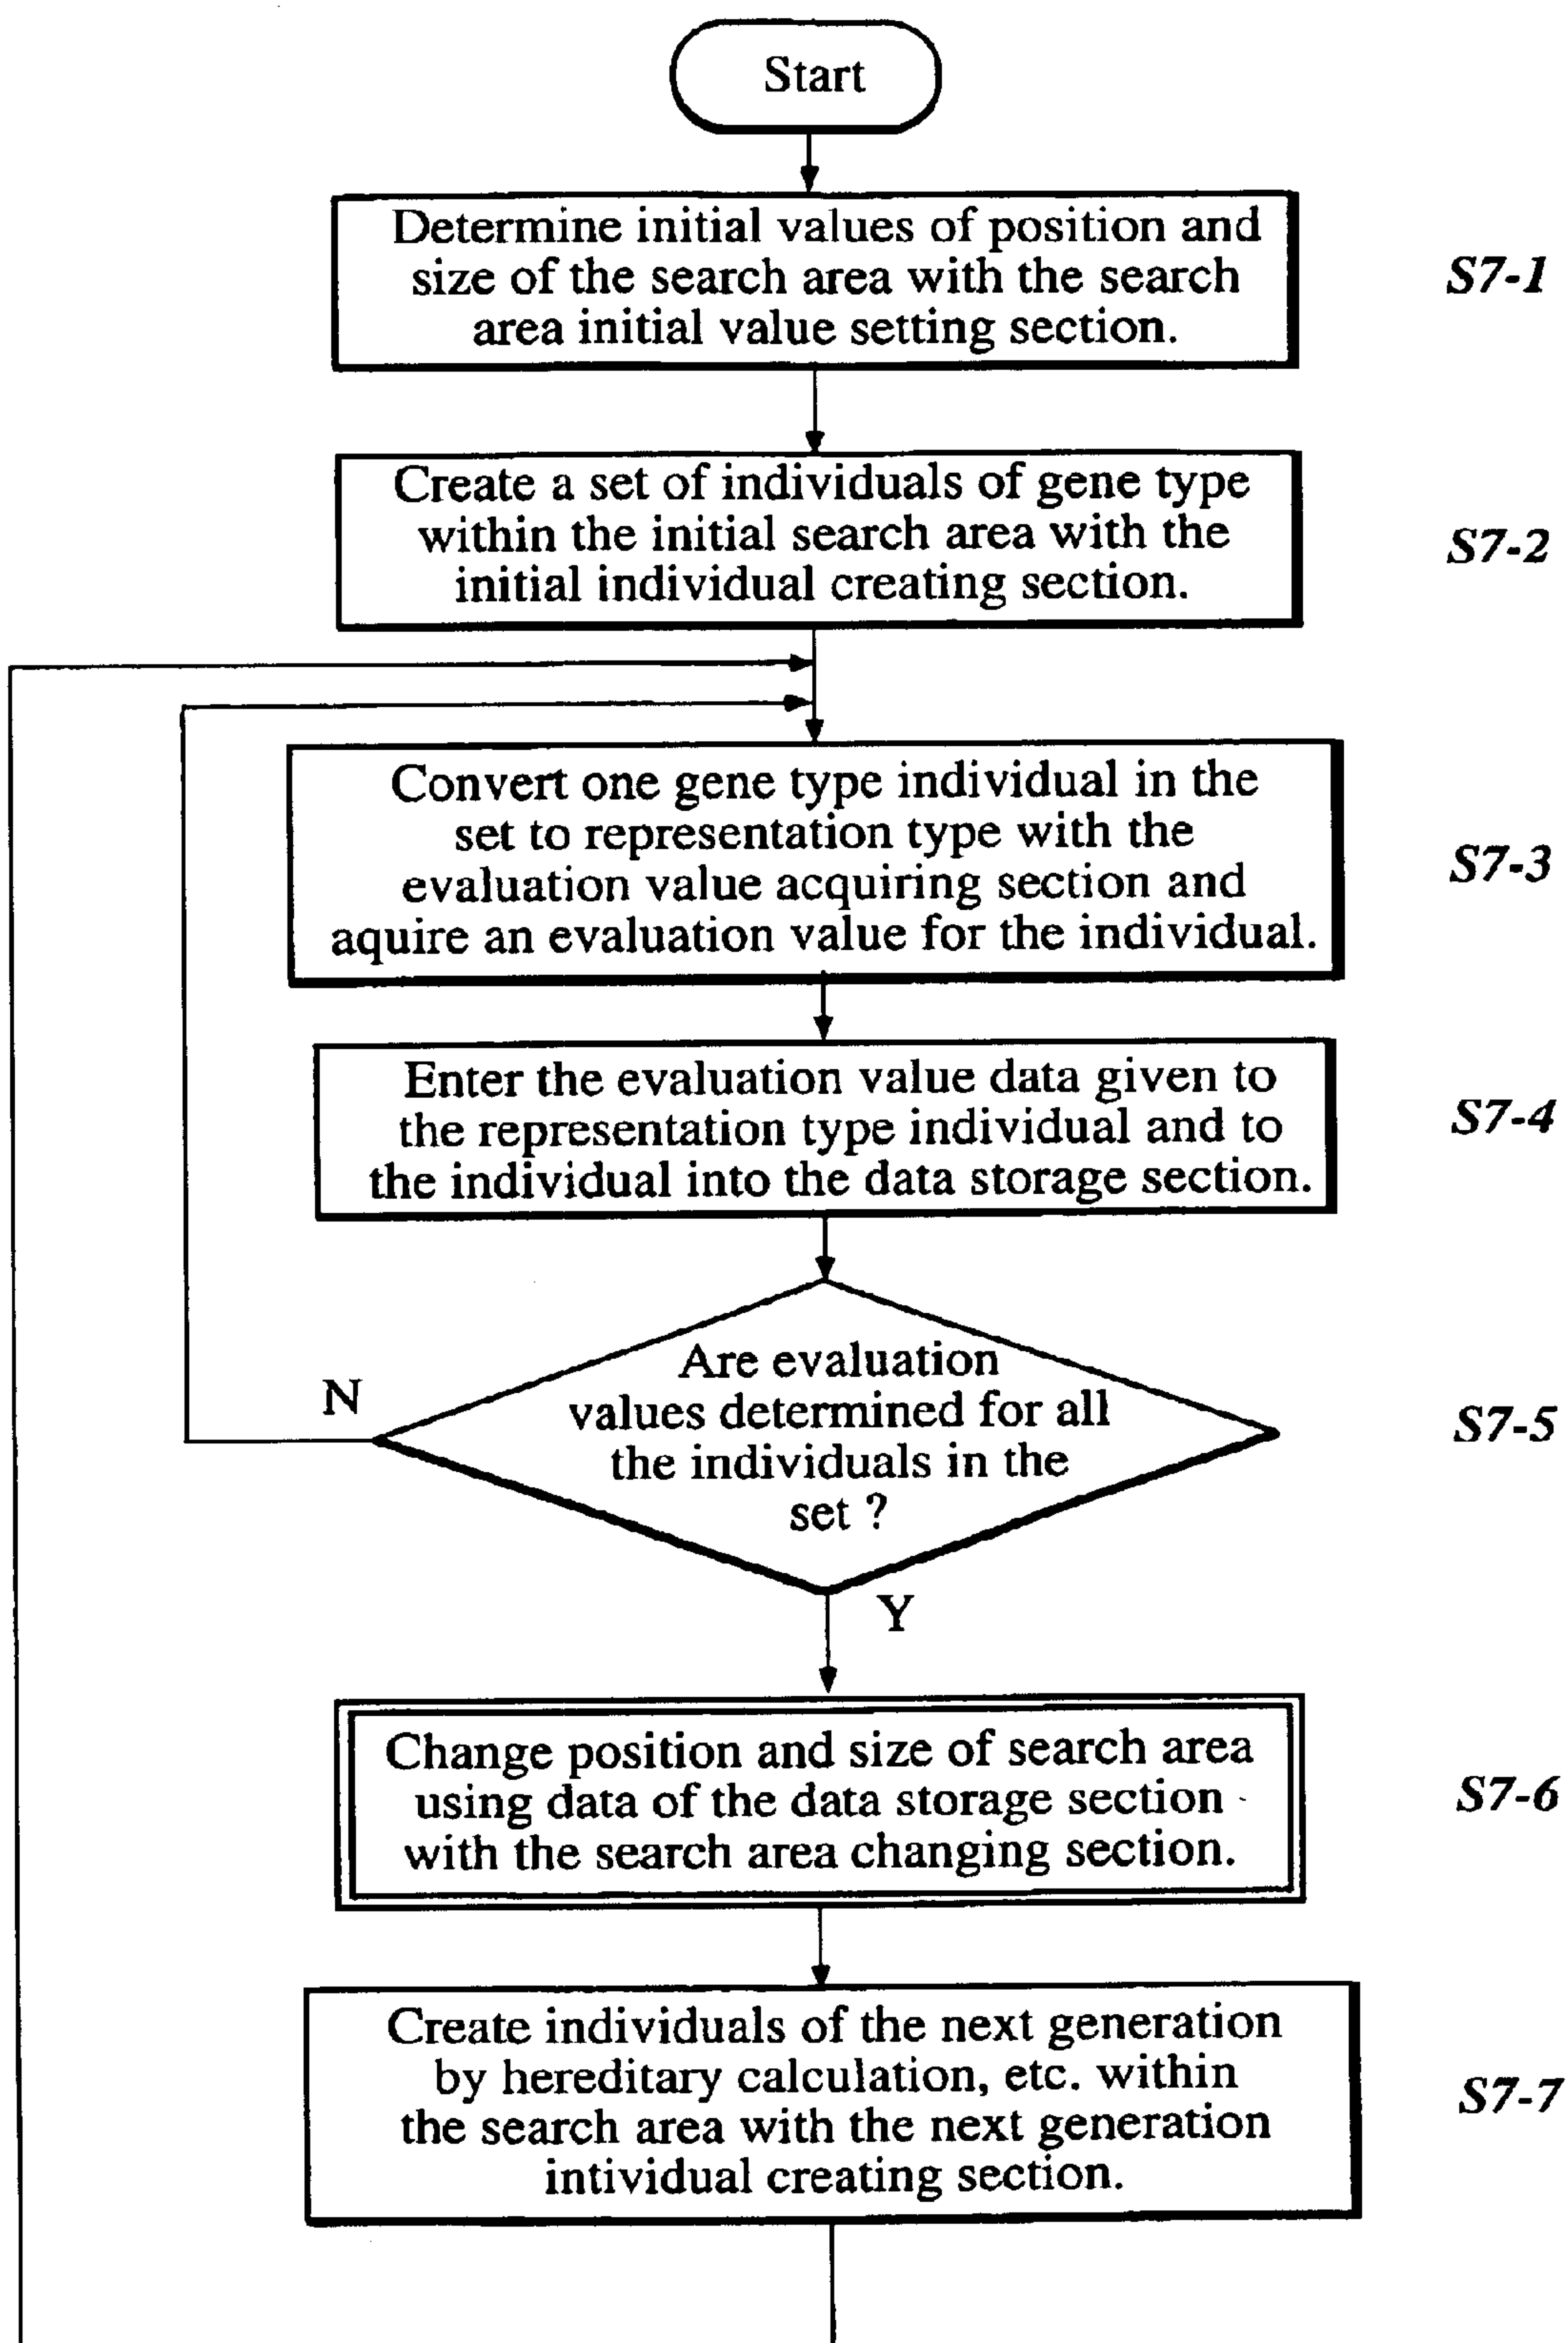 Start
Determine initial values of position and
size of the search area with the search
area initial value setting section.
S7-1
Create a set of individuals of gene type
within the initial search area with the
initial individual creating section.
S7-2
Convert one gene type individual in the
set to representation type with the
evaluation value acquiring section and
aquire an evaluation value for the individual.
S7-3
Enter the evaluation value data given to
the representation type individual and to
the individual into the data storage section.
S7-4
Are evaluation
values determined for all
the individuals in the
set ?
N
S7-5
Y
Change position and size of search area
using data of the data storage section
with the search area changing section.
S7-6
Create individuals of the next generation
by hereditary calculation, etc. within
the search area with the next generation
intividual creating section.
S7-7